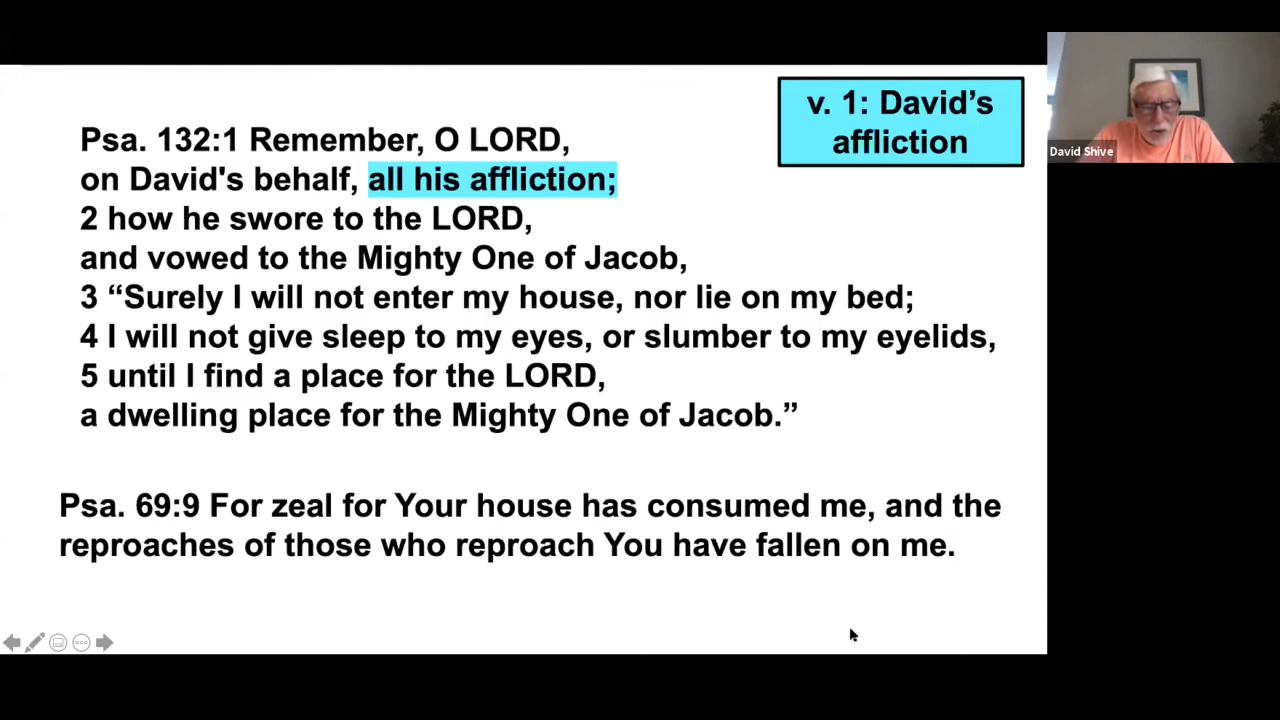 v. 1: David’s
affliction
Psa. 132:1 Remember, O LORD,
on David's behalf, all his affliction;
2 how he swore to the LORD,
and vowed to the Mighty One of Jacob,
3 “Surely I will not enter my house, nor lie on my bed;
4 I will not give sleep to my eyes, or slumber to my eyelids,
5 until I find a place for the LORD,
a dwelling place for the Mighty One of Jacob.”
Psa. 69:9 For zeal for Your house has consumed me, and the
reproaches of those who reproach You have fallen on me.
David Shive